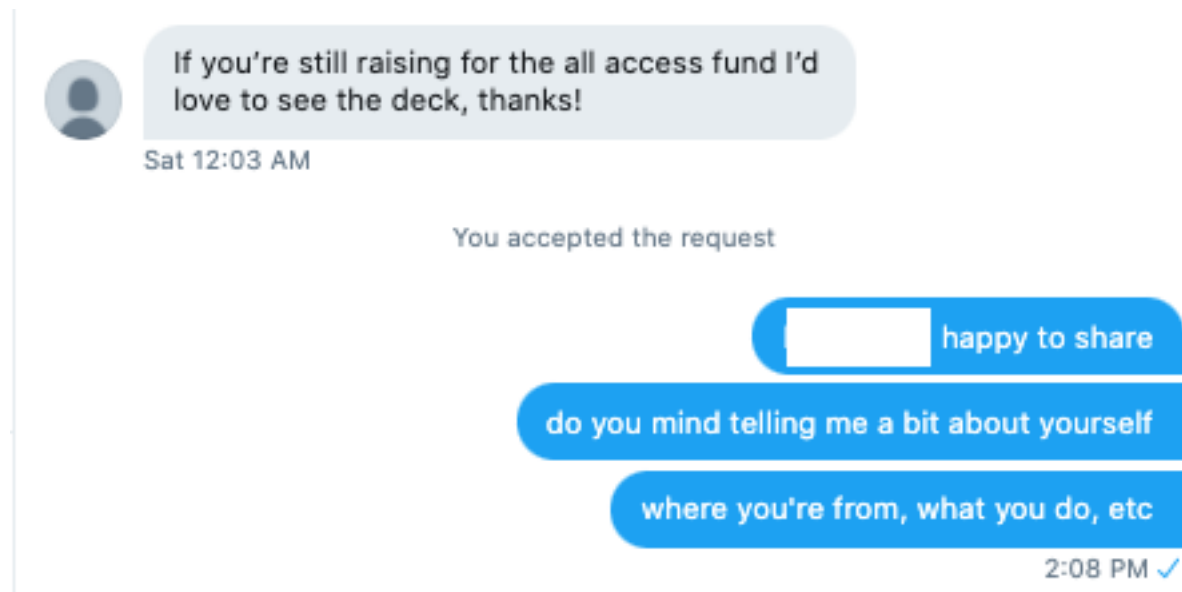 If you’re still raising for the all access fund I’d
love to see the deck, thanks!
Sat 12:03 AM
You accepted the request
happy to share
do you mind telling me a bit about yourself
where you're from, what you do, etc
2:08 PM